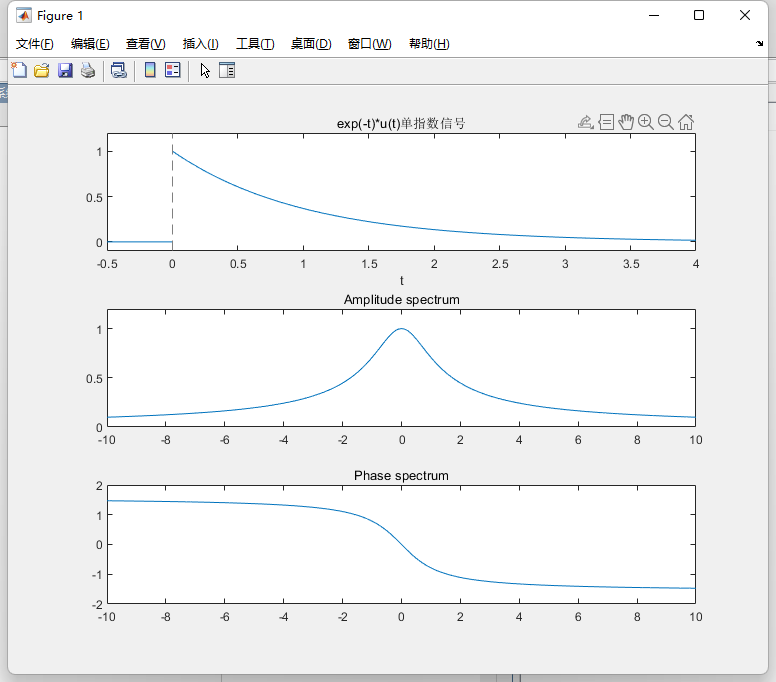 Figure 1
文件(F) 编辑(E) 查看(V) 插入(I) 工具(T) 桌面(D) 窗口(W) 帮助(H)
exp(-t)*u(t)单指数信号
1
0.5
0
-0.5 0 0.5 1 1.5 2 2.5 3 3.5 4
t
Amplitude spectrum
1
0.5
0
-10 -8 -6 -4 -2 0 2 4 6 8 10
Phase spectrum
2
1
0
-1
-2
-10 -8 -6 -4 -2 0 2 4 6 8 10